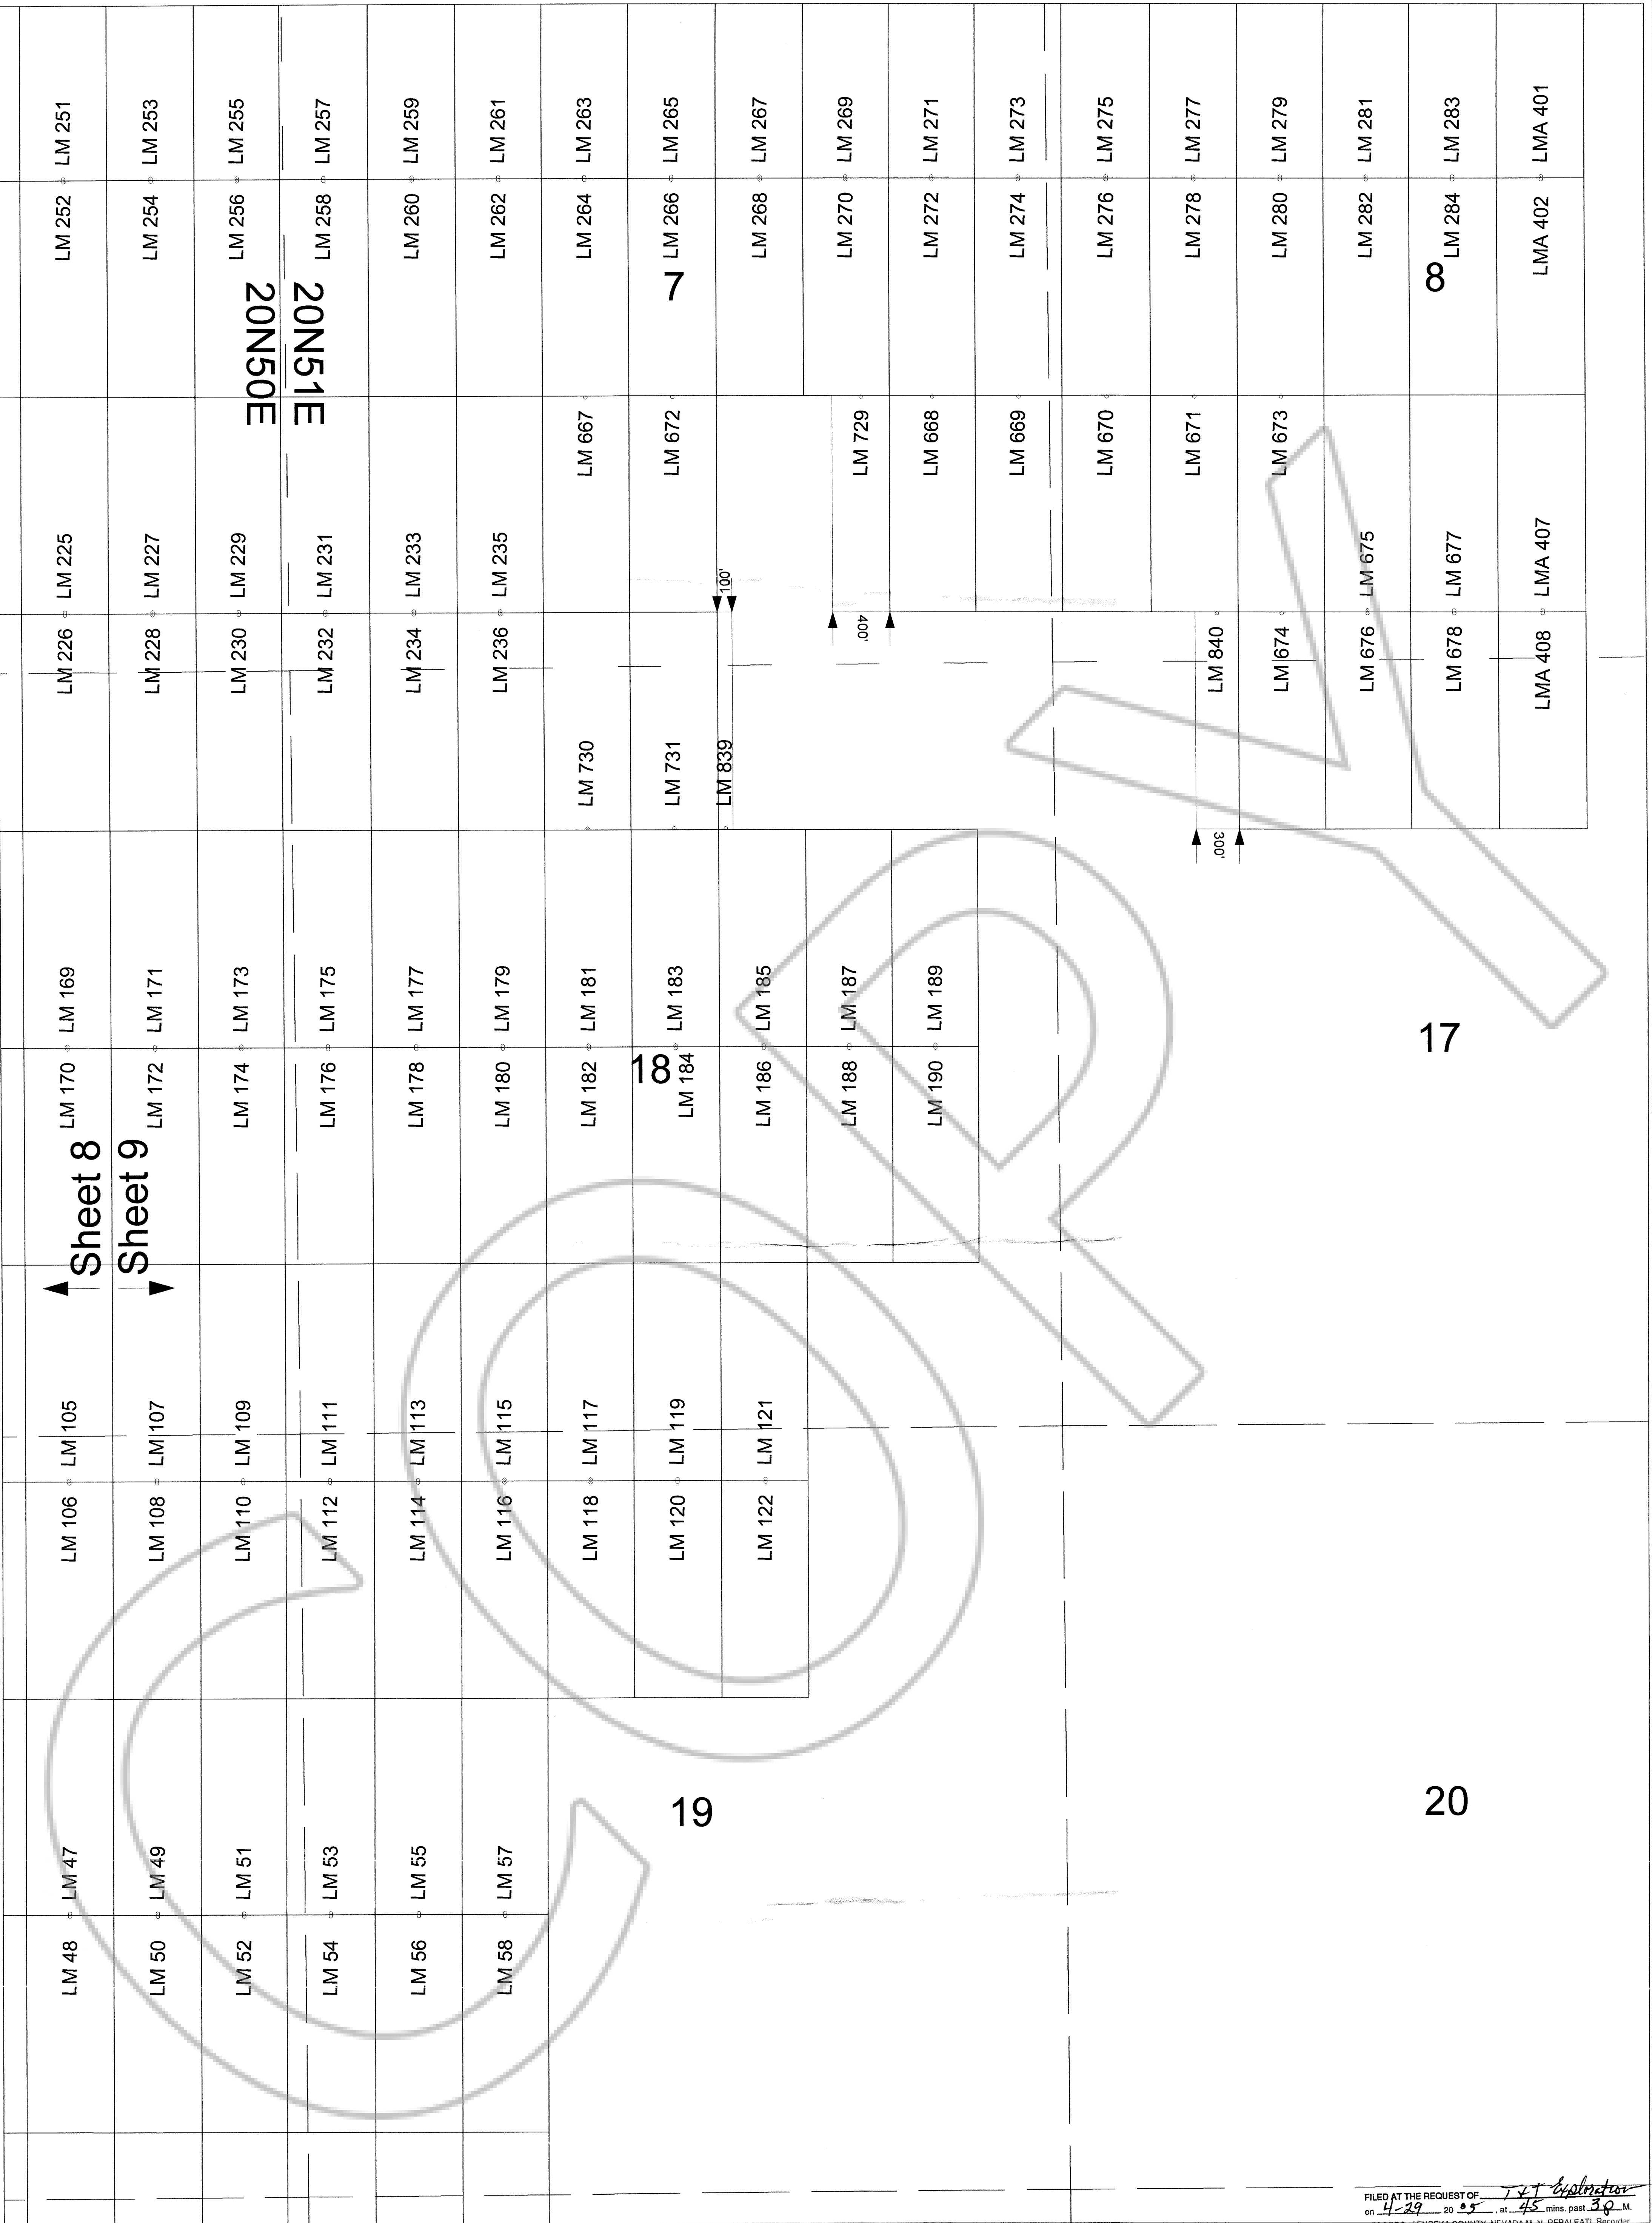 LM 251 LM 253 LM 255 LM 257 LM 259 LM 261 LM 263 LM 265 LM 267 LM 269 LM 271 LM 273 LM 275 LM 277 LM 279 LM 281 LM 283 LMA 401
LM 252 LM 254 LM 256 LM 258 LM 260 LM 262 LM 264 LM 266 LM 268 LM 270 LM 272 LM 274 LM 276 LM 278 LM 280 LM 282 LM 284 LMA 402
7 8
20N50E
20N51E
LM 667 LM 672 LM 729 LM 668 LM 669 LM 670 LM 671 LM 673
LM 225 LM 227 LM 229 LM 231 LM 233 LM 235 LM 675 LM 677 LMA 407
100'
400'
LM 226 LM 228 LM 230 LM 232 LM 234 LM 236 LM 840 LM 674 LM 676 LM 678 LMA 408
LM 730 LM 731 LM 839
300'
LM 169 LM 171 LM 173 LM 175 LM 177 LM 179 LM 181 LM 183 LM 185 LM 187 LM 189
17
18
LM 170 LM 172 LM 174 LM 176 LM 178 LM 180 LM 182 LM 184 LM 186 LM 188 LM 190
Sheet 8
Sheet 9
LM 105 LM 107 LM 109 LM 111 LM 113 LM 115 LM 117 LM 119 LM 121
LM 106 LM 108 LM 110 LM 112 LM 114 LM 116 LM 118 LM 120 LM 122
19 20
LM 47 LM 49 LM 51 LM 53 LM 55 LM 57
LM 48 LM 50 LM 52 LM 54 LM 56 LM 58
COPY
FILED AT THE REQUEST OF T & T Exploration
on 4-29 20 05, at 45 mins. past 3 P M.
EUREKA COUNTY, NEVADA M. N. REBALEATI, Recorder